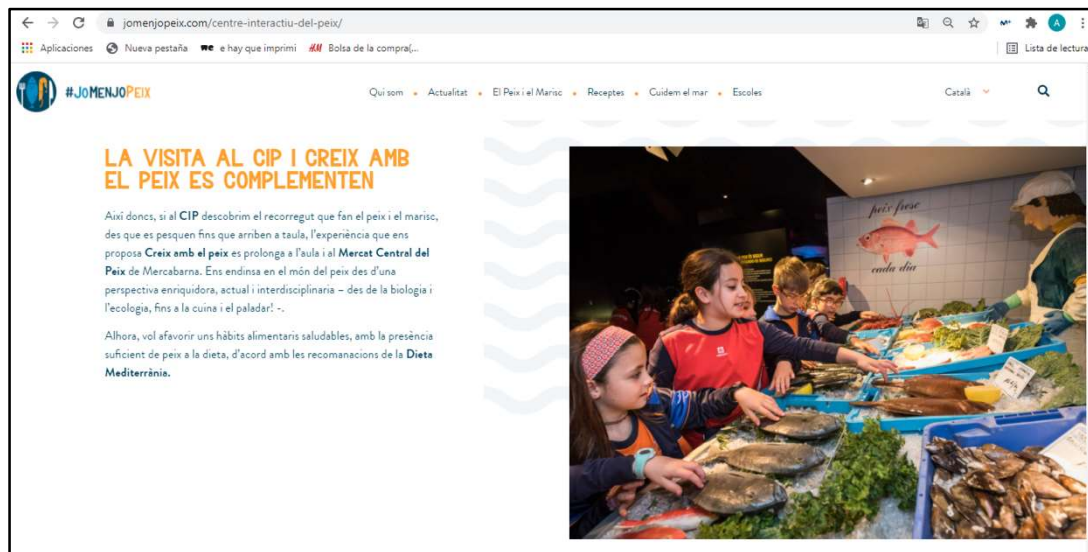 jomenjopeix.com/centre-interactiu-del-peix/
A
Aplicaciones
Nueva pestaña
e hay que imprimi
H&M Bolsa de la compra(...
Lista de lectura
#JOMENJOPEIX
Qui som • Actualitat • El Peix i el Marisc • Receptes • Cuidem el mar • Escoles
Català
LA VISITA AL CIP I CREIX AMB
EL PEIX ES COMPLEMENTEN
Així doncs, si al CIP descobrim el recorregut que fan el peix i el marisc,
des que es pesquen fins que arriben a taula, l'experiència que ens
proposa Creix amb el peix es prolonga a l'aula i al Mercat Central del
Peix de Mercabarna. Ens endinsa en el món del peix des d'una
perspectiva enriquidora, actual i interdisciplinaria – des de la biologia i
l'ecologia, fins a la cuina i el paladar! -.
Alhora, vol afavorir uns hàbits alimentaris saludables, amb la presència
suficient de peix a la dieta, d'acord amb les recomanacions de la Dieta
Mediterrània.
peix fresc
cada dia